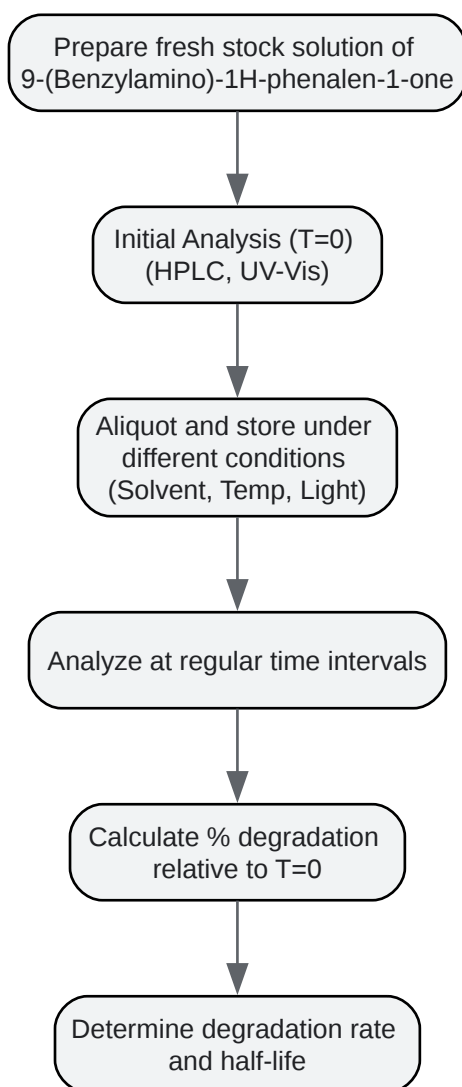 Prepare fresh stock solution of
9-(Benzylamino)-1H-phenalen-1-one
Initial Analysis (T=0)
(HPLC, UV-Vis)
Aliquot and store under
different conditions
(Solvent, Temp, Light)
Analyze at regular time intervals
Calculate % degradation
relative to T=0
Determine degradation rate
and half-life